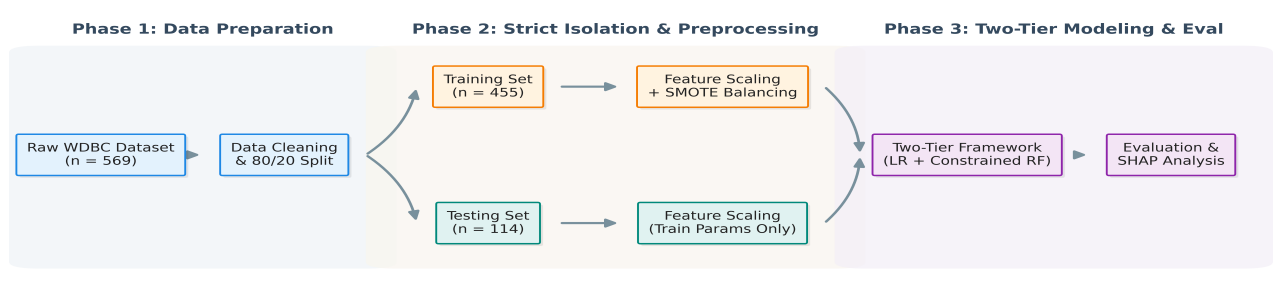 Phase 1: Data Preparation
Phase 2: Strict Isolation & Preprocessing
Phase 3: Two-Tier Modeling & Eval
Raw WDBC Dataset
(n = 569)
Data Cleaning
& 80/20 Split
Training Set
(n = 455)
Feature Scaling
+ SMOTE Balancing
Testing Set
(n = 114)
Feature Scaling
(Train Params Only)
Two-Tier Framework
(LR + Constrained RF)
Evaluation &
SHAP Analysis